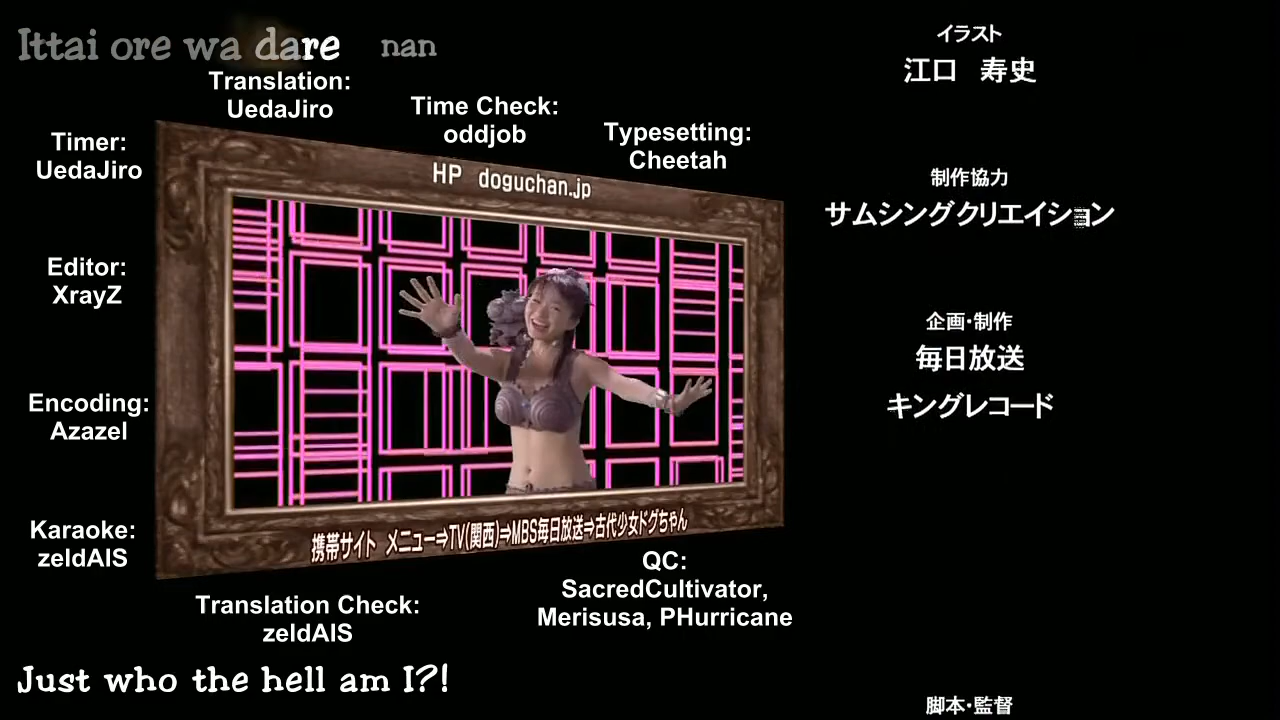 Ittai ore wa dare nan
Translation:
UedaJiro
Time Check:
oddjob
Typesetting:
Cheetah
Timer:
UedaJiro
HP doguchan.jp
Editor:
XrayZ
Encoding:
Azazel
Karaoke:
zeldAIS
携帯サイト メニュー⇒TV(関西)⇒MBS毎日放送⇒古代少女ドグちゃん
QC:
SacredCultivator,
Merisusa, PHurricane
Translation Check:
zeldAIS
Just who the hell am I?!
イラスト
江口 寿史
制作協力
サムシングクリエイション
企画・制作
毎日放送
キングレコード
脚本・監督